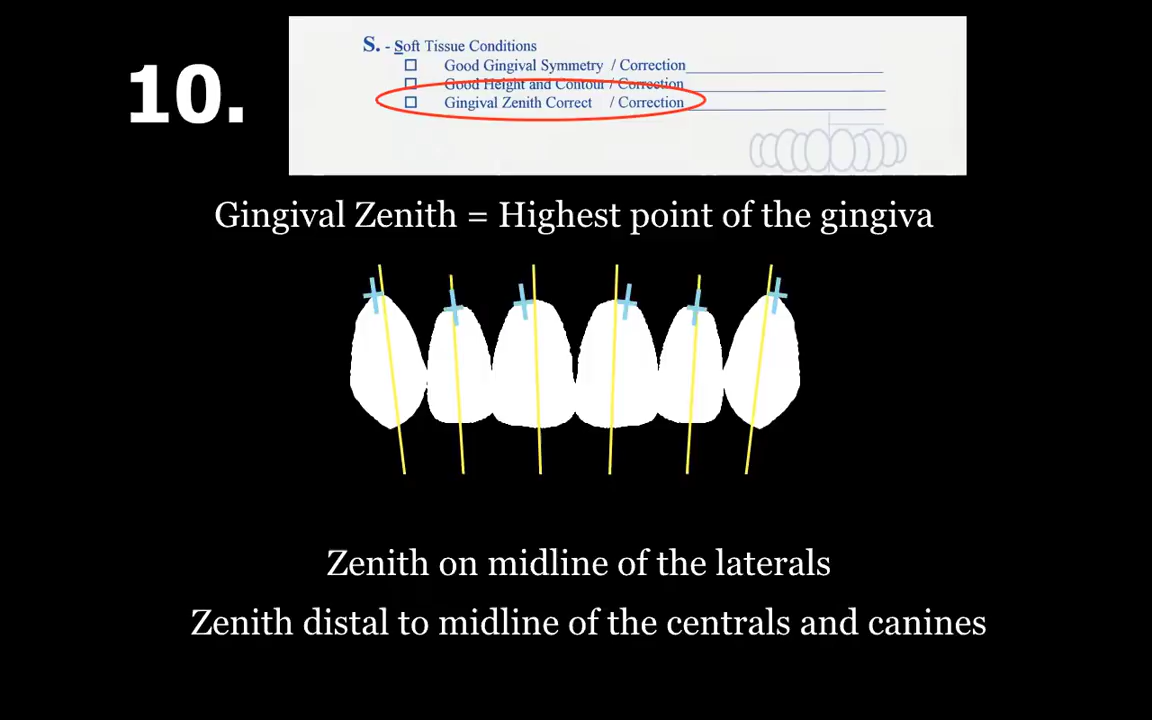 10.
S. - Soft Tissue Conditions
Good Gingival Symmetry / Correction
Good Height and Contour / Correction
Gingival Zenith Correct / Correction
Gingival Zenith = Highest point of the gingiva
Zenith on midline of the laterals
Zenith distal to midline of the centrals and canines